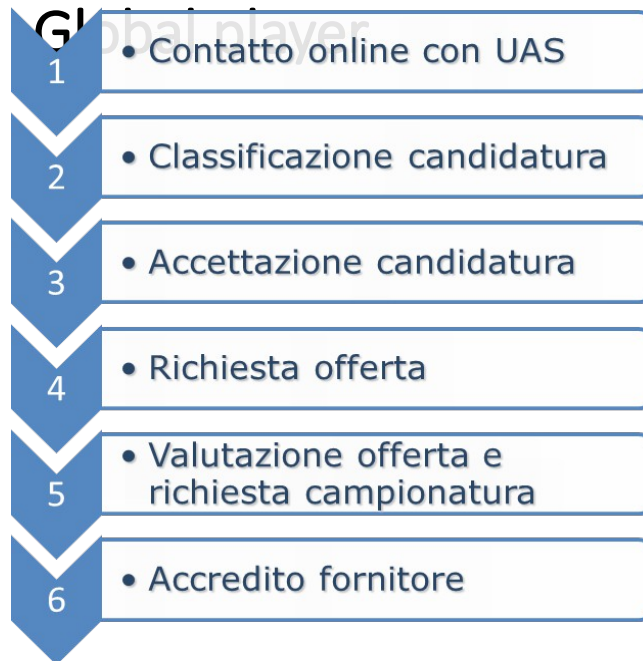 Global player
1
• Contatto online con UAS
2
• Classificazione candidatura
3
• Accettazione candidatura
4
• Richiesta offerta
5
• Valutazione offerta e
richiesta campionatura
6
• Accredito fornitore